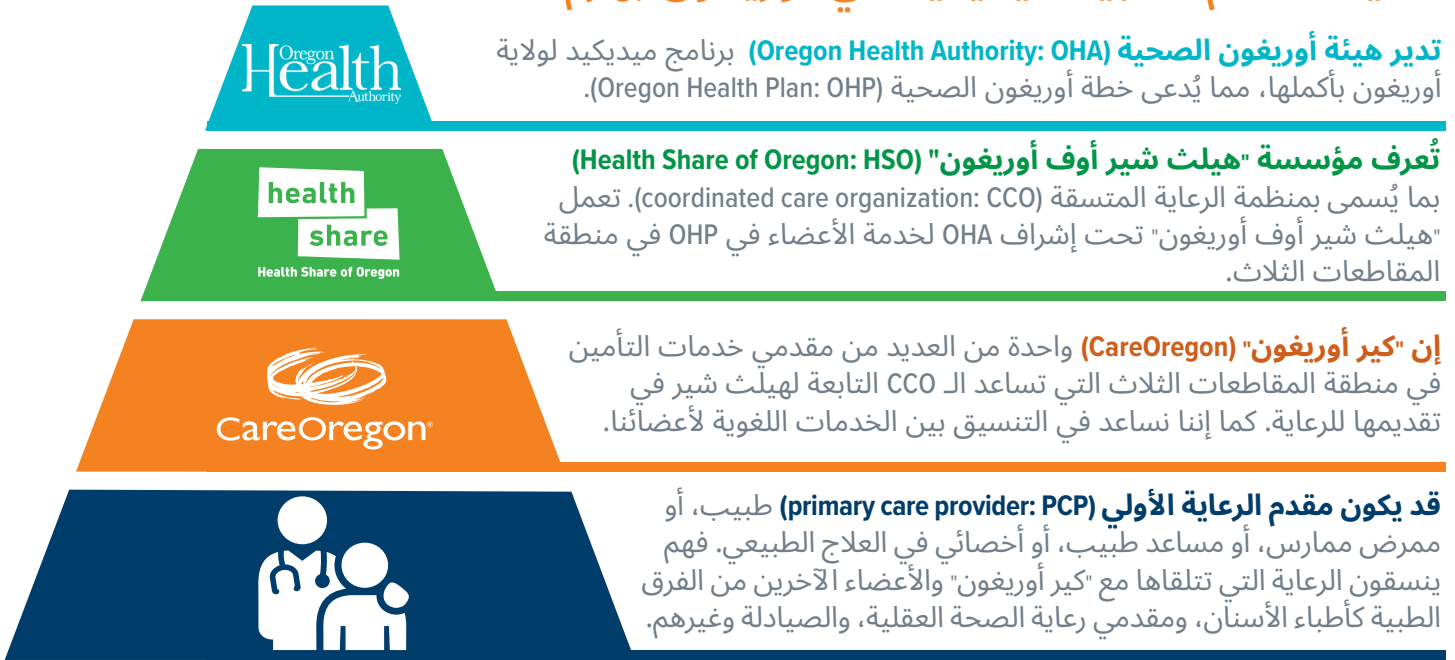 Oregon
Health
Authority
تدير هيئة أوريغون الصحية (Oregon Health Authority: OHA) برنامج ميديكيد لولاية
أوريغون بأكملها، مما يُدعى خطة أوريغون الصحية (Oregon Health Plan: OHP).
health
share
Health Share of Oregon
تُعرف مؤسسة "هيلث شير أوف أوريغون" (Health Share of Oregon: HSO)
بما يُسمى بمنظمة الرعاية المتسقة (coordinated care organization: CCO). تعمل
"هيلث شير أوف أوريغون" تحت إشراف OHA لخدمة الأعضاء في OHP في منطقة
المقاطعات الثلاث.
CareOregon®
إن "كير أوريغون" (CareOregon) واحدة من العديد من مقدمي خدمات التأمين
في منطقة المقاطعات الثلاث التي تساعد الـ CCO التابعة لهيلث شير في
تقديمها للرعاية. كما إننا نساعد في التنسيق بين الخدمات اللغوية لأعضائنا.
قد يكون مقدم الرعاية الأولي (primary care provider: PCP) طبيب، أو
ممرض ممارس، أو مساعد طبيب، أو أخصائي في العلاج الطبيعي. فهم
ينسقون الرعاية التي تتلقاها مع "كير أوريغون" والأعضاء الآخرين من الفرق
الطبية كأطباء الأسنان، ومقدمي رعاية الصحة العقلية، والصيادلة وغيرهم.